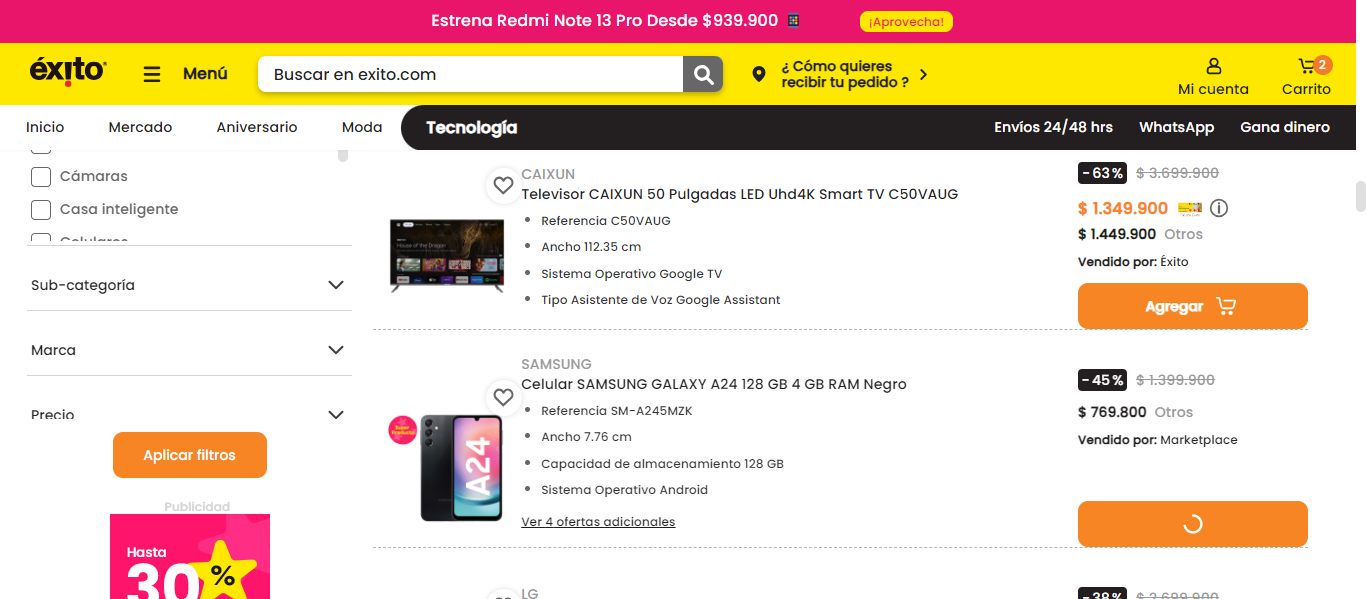 Estrena Redmi Note 13 Pro Desde $939.900
¡Aprovecha!
éxito
Menú
Buscar en exito.com
¿ Cómo quieres
recibir tu pedido ?
Mi cuenta
2
Carrito
Inicio
Mercado
Aniversario
Moda
Tecnología
Envíos 24/48 hrs
WhatsApp
Gana dinero
Cámaras
Casa inteligente
Celulares
Sub-categoría
Marca
Precio
Aplicar filtros
Publicidad
Hasta
30%
CAIXUN
Televisor CAIXUN 50 Pulgadas LED Uhd4K Smart TV C50VAUG
Referencia C50VAUG
Ancho 112.35 cm
Sistema Operativo Google TV
Tipo Asistente de Voz Google Assistant
-63% $ 3.699.900
$ 1.349.900
$ 1.449.900 Otros
Vendido por: Éxito
Agregar
SAMSUNG
Celular SAMSUNG GALAXY A24 128 GB 4 GB RAM Negro
Referencia SM-A245MZK
Ancho 7.76 cm
Capacidad de almacenamiento 128 GB
Sistema Operativo Android
Ver 4 ofertas adicionales
A24
-45% $ 1.399.900
$ 769.800 Otros
Vendido por: Marketplace
LG
-38% $ 2.699.900